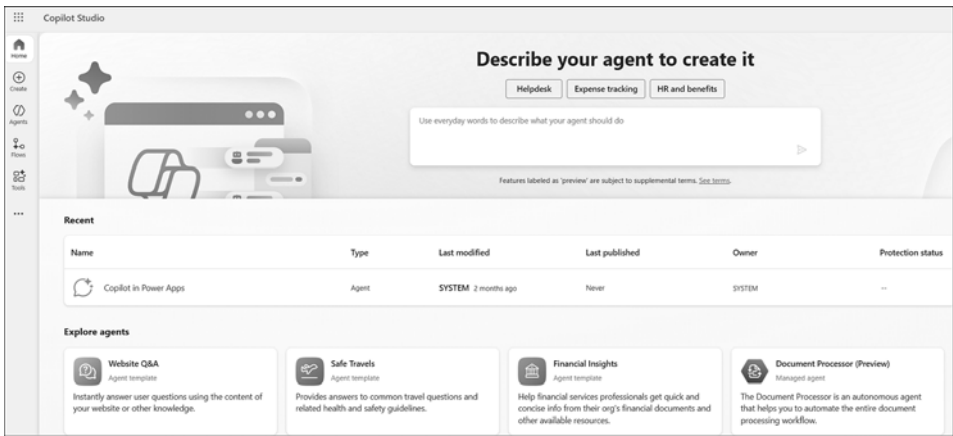 Copilot Studio
Home
Create
Agents
Flows
Tools
Describe your agent to create it
Helpdesk Expense tracking HR and benefits
Use everyday words to describe what your agent should do
Features labeled as 'preview' are subject to supplemental terms. See terms.
Recent
Name Type Last modified Last published Owner Protection status
Copilot in Power Apps Agent SYSTEM 2 months ago Never SYSTEM --
Explore agents
Website Q&A
Agent template
Instantly answer user questions using the content of
your website or other knowledge.
Safe Travels
Agent template
Provides answers to common travel questions and
related health and safety guidelines.
Financial Insights
Agent template
Help financial services professionals get quick and
concise info from their org's financial documents and
other available resources.
Document Processor (Preview)
Managed agent
The Document Processor is an autonomous agent
that helps you to automate the entire document
processing workflow.